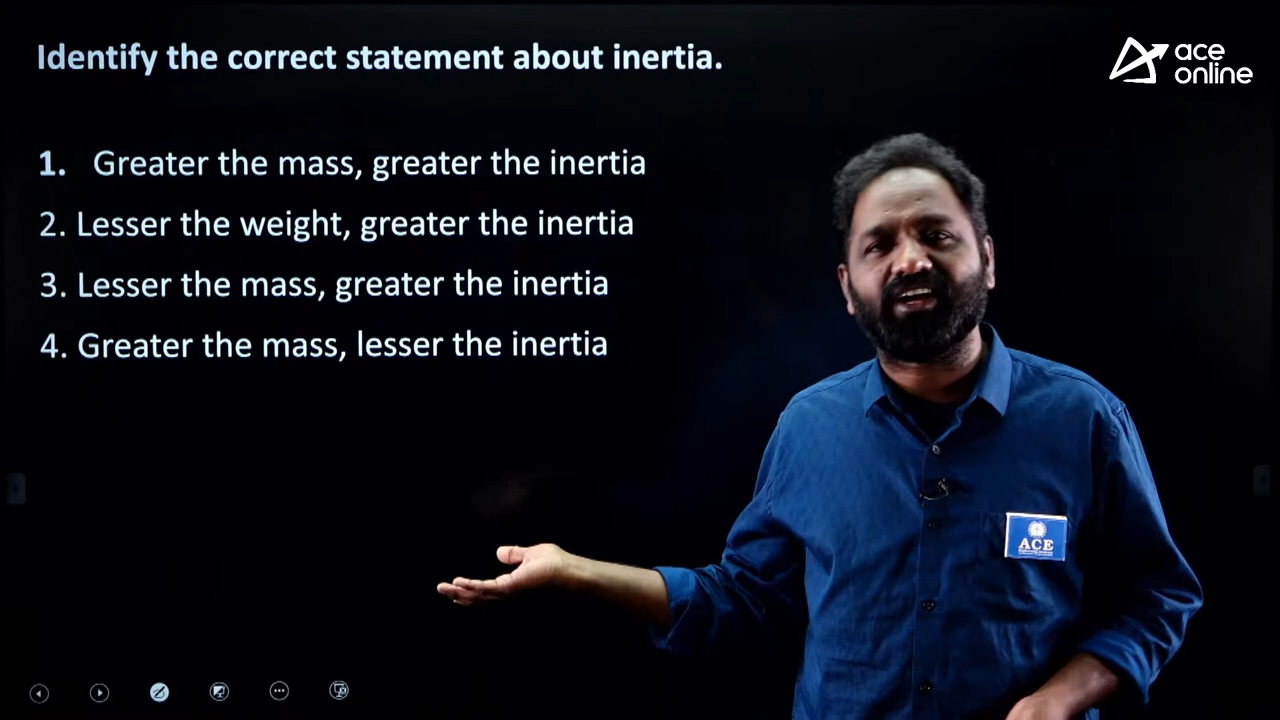 Identify the correct statement about inertia.
ace
online
1. Greater the mass, greater the inertia
2. Lesser the weight, greater the inertia
3. Lesser the mass, greater the inertia
4. Greater the mass, lesser the inertia
ACE